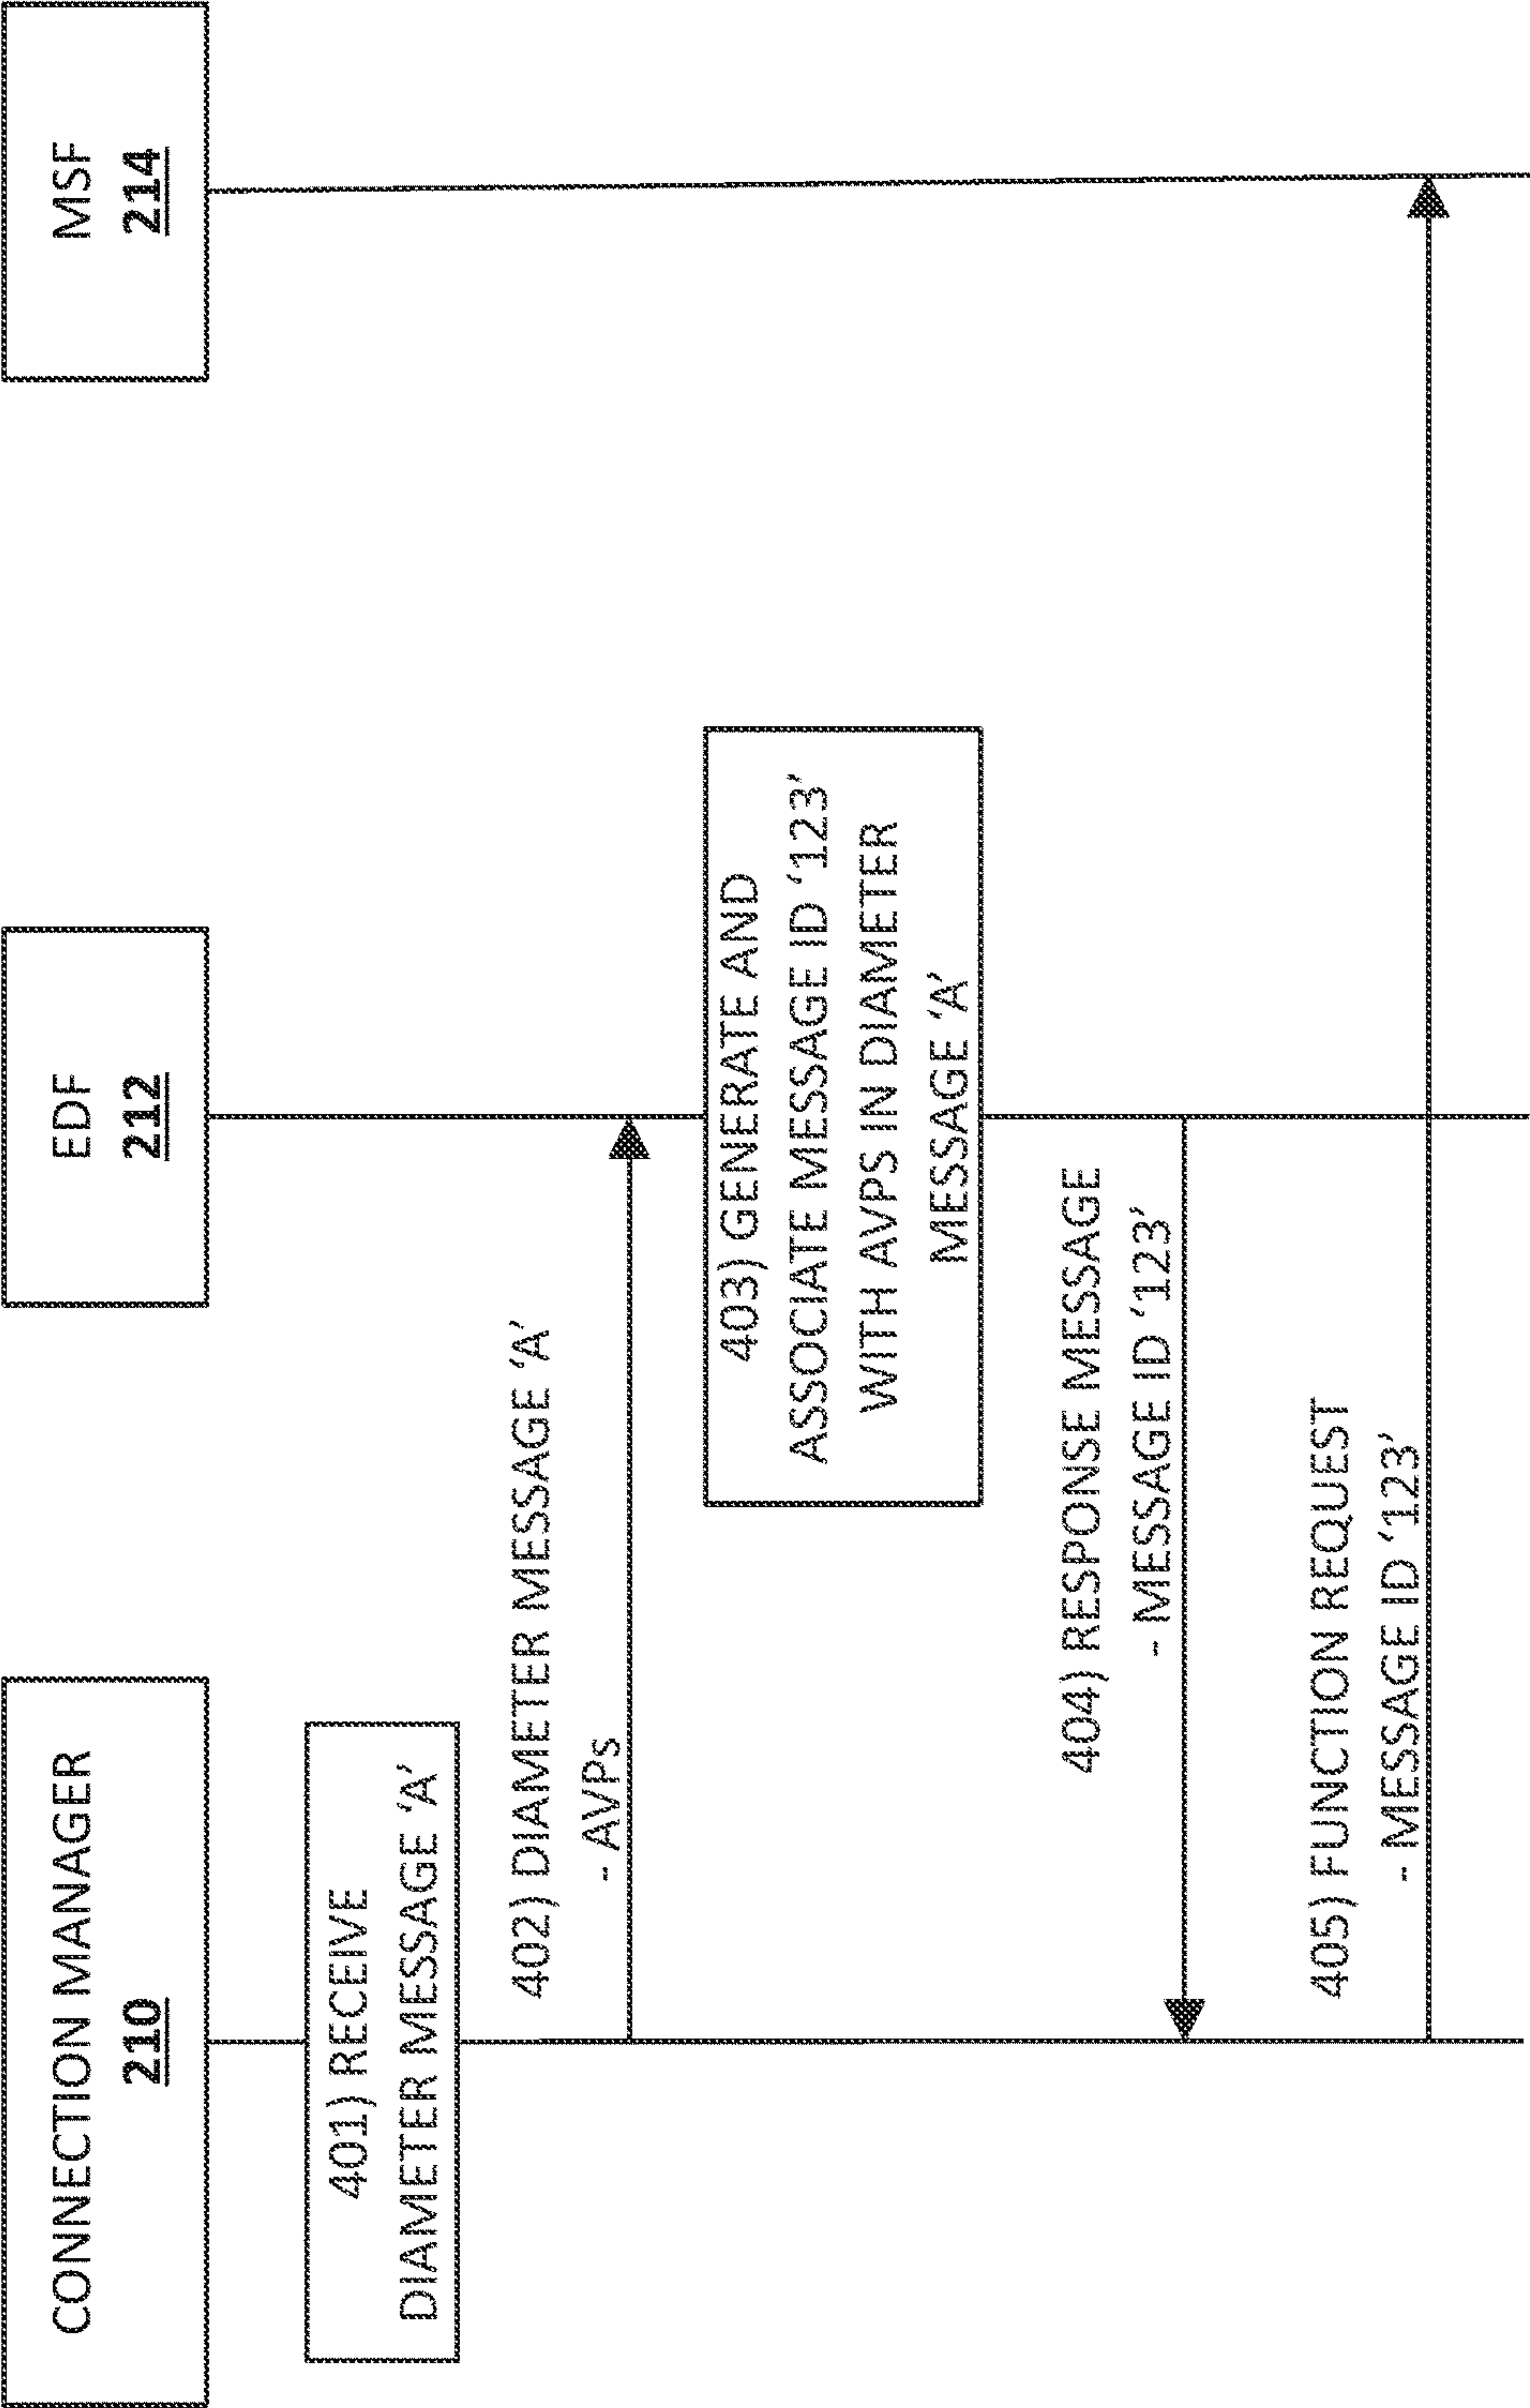 CONNECTION MANAGER
210
EDF
212
MSF
214
401) RECEIVE
DIAMETER MESSAGE ‘A’
402) DIAMETER MESSAGE ‘A’
- AVPs
403) GENERATE AND
ASSOCIATE MESSAGE ID ‘123’
WITH AVPS IN DIAMETER
MESSAGE ‘A’
404) RESPONSE MESSAGE
- MESSAGE ID ‘123’
405) FUNCTION REQUEST
- MESSAGE ID ‘123’